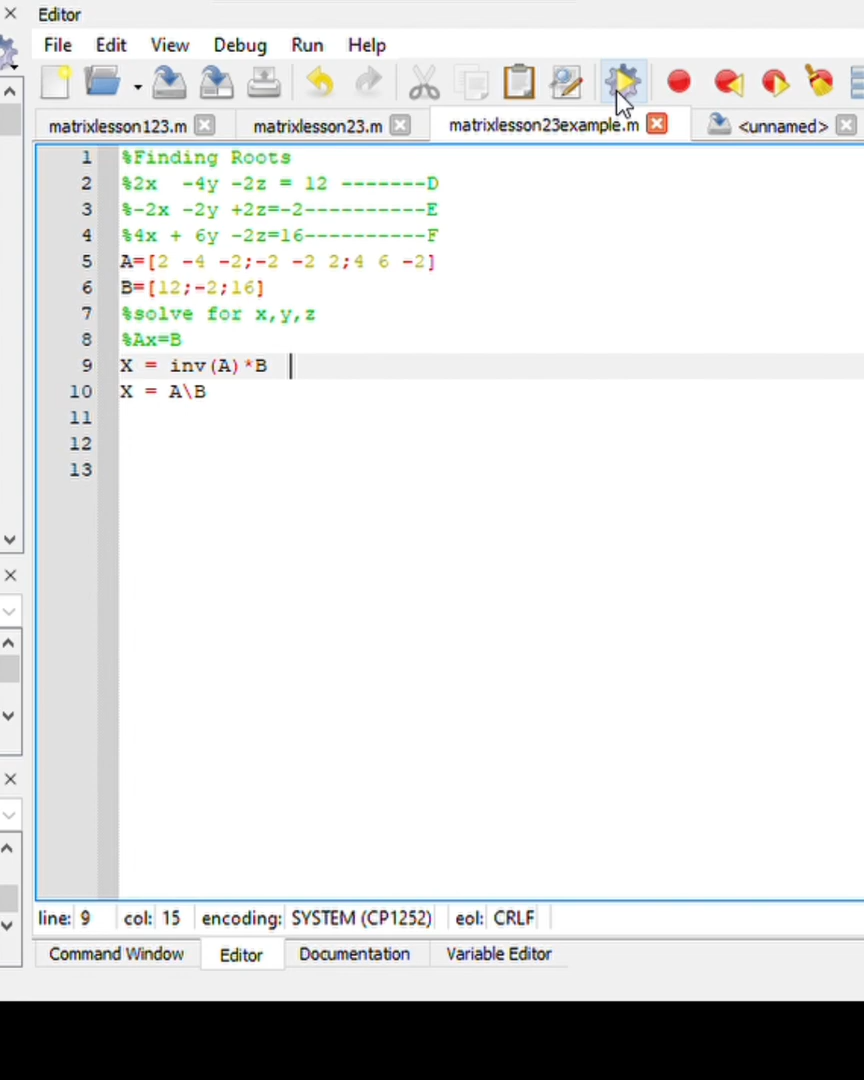 Editor
File Edit View Debug Run Help
matrixlesson123.m matrixlesson23.m matrixlesson23example.m <unnamed>
1 %Finding Roots
2 %2x  -4y -2z = 12 -------D
3 %-2x -2y +2z=-2----------E
4 %4x + 6y -2z=16----------F
5 A=[2 -4 -2;-2 -2 2;4 6 -2]
6 B=[12;-2;16]
7 %solve for x,y,z
8 %Ax=B
9 X = inv(A)*B
10 X = A\B
11
12
13
line: 9 col: 15 encoding: SYSTEM (CP1252) eol: CRLF
Command Window Editor Documentation Variable Editor